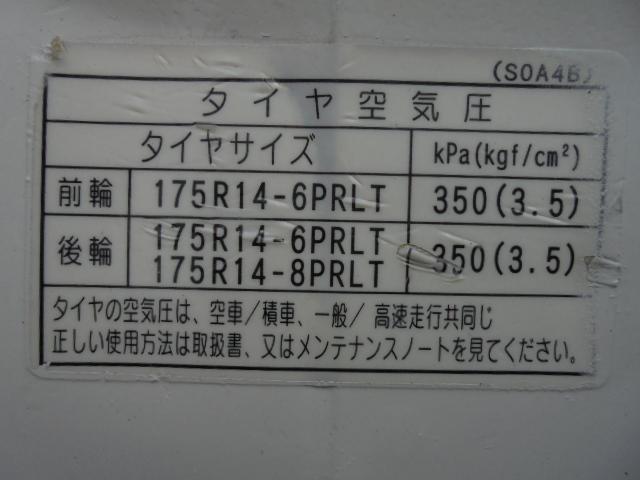 (S0A4B)
タイヤ空気圧
タイヤサイズ kPa(kgf/cm²)
前輪 175R14-6PRLT 350(3.5)
後輪 175R14-6PRLT 175R14-8PRLT 350(3.5)
タイヤの空気圧は、空車/積車、一般/高速走行共同じ
正しい使用方法は取扱書、又はメンテナンスノートを見てください。